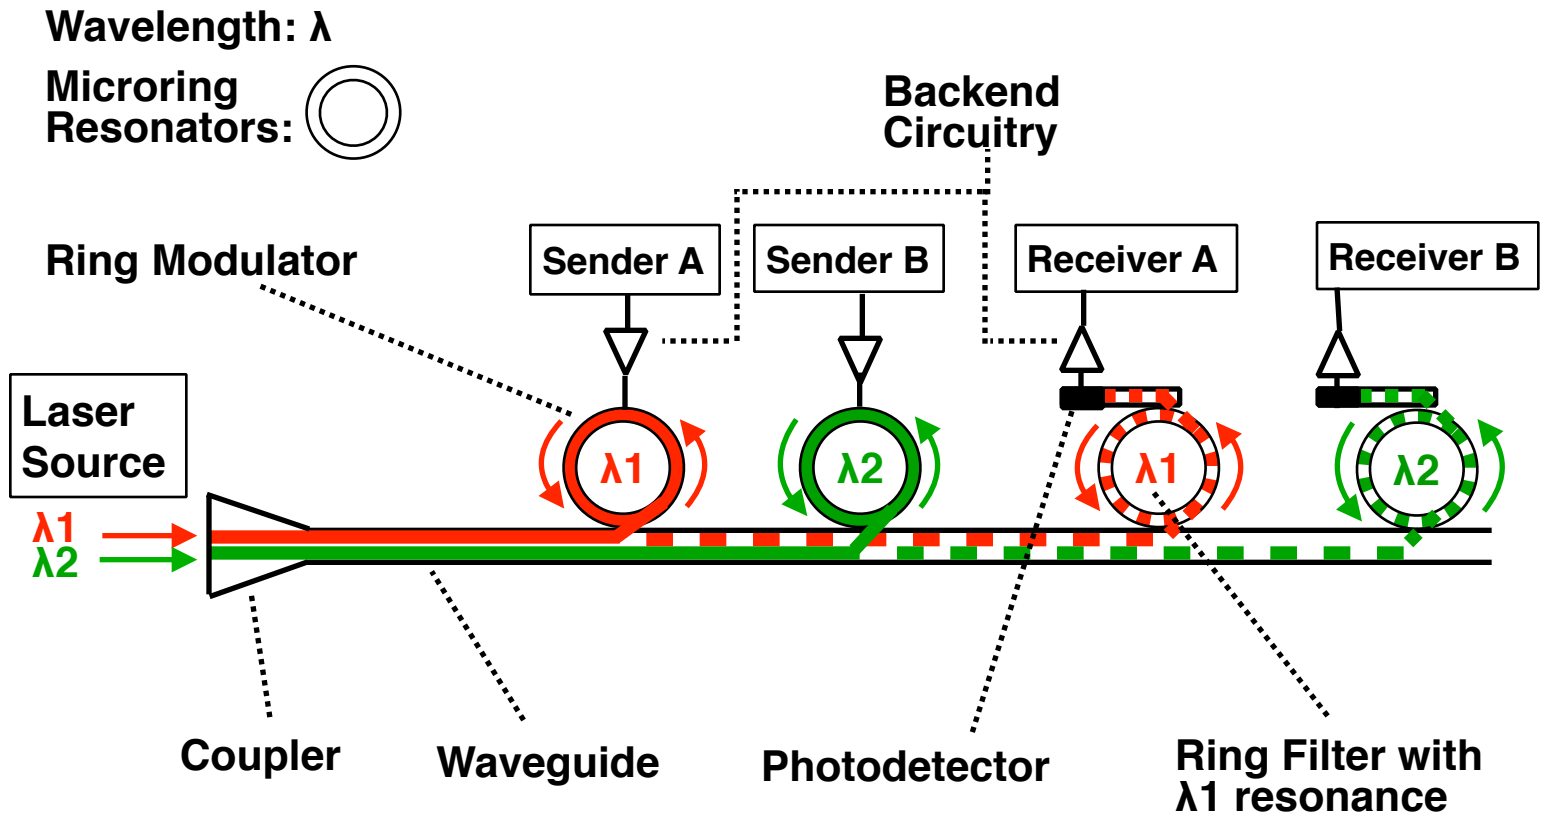 Wavelength: λ
Microring
Resonators:
Backend
Circuitry
Ring Modulator
Sender A
Sender B
Receiver A
Receiver B
Laser
Source
λ1
λ2
λ1
λ2
λ1
λ2
Coupler
Waveguide
Photodetector
Ring Filter with
λ1 resonance